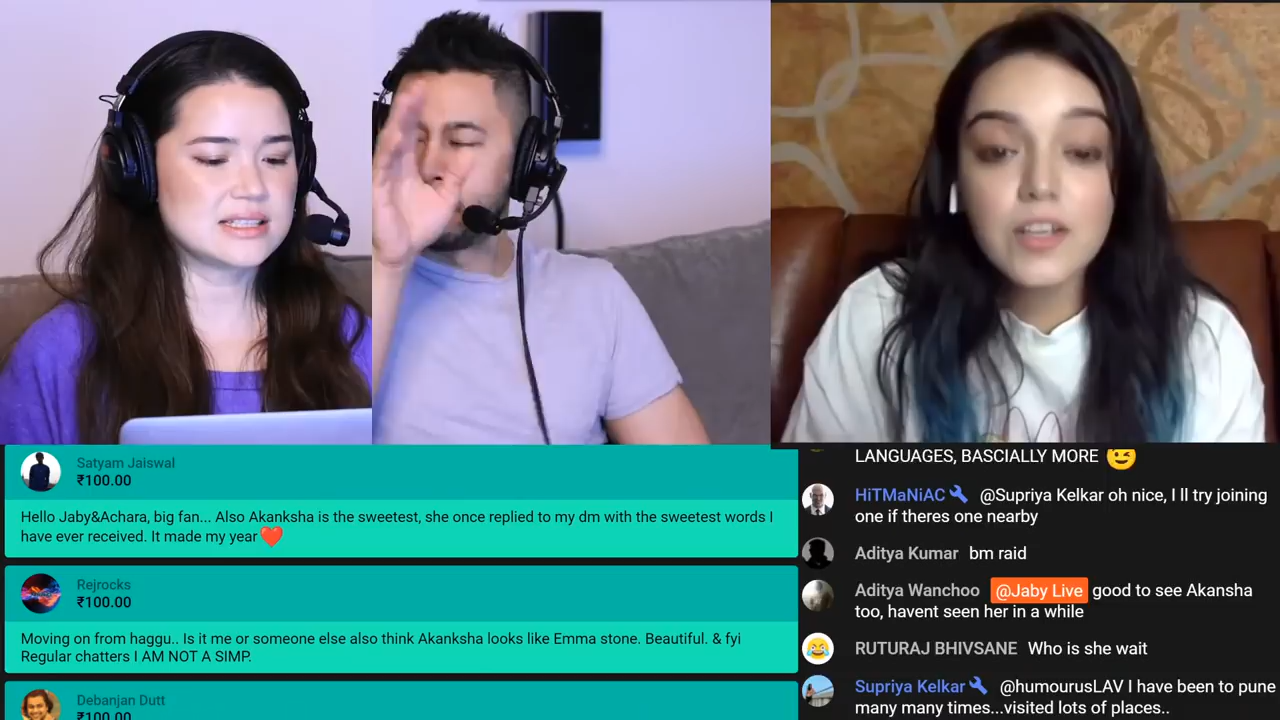 Satyam Jaiswal
₹100.00
Hello Jaby&Achara, big fan... Also Akanksha is the sweetest, she once replied to my dm with the sweetest words I
have ever received. It made my year❤️
Rejrocks
₹100.00
Moving on from haggu.. Is it me or someone else also think Akanksha looks like Emma stone. Beautiful. & fyi
Regular chatters I AM NOT A SIMP.
Debanjan Dutt
₹100.00
LANGUAGES, BASCIALLY MORE 😉
HiTMaNiAC 🔧 @Supriya Kelkar oh nice, I ll try joining
one if theres one nearby
Aditya Kumar bm raid
Aditya Wanchoo @Jaby Live good to see Akansha
too, havent seen her in a while
RUTURAJ BHIVSANE Who is she wait
Supriya Kelkar 🔧 @humourusLAV I have been to pune
many many times...visited lots of places..